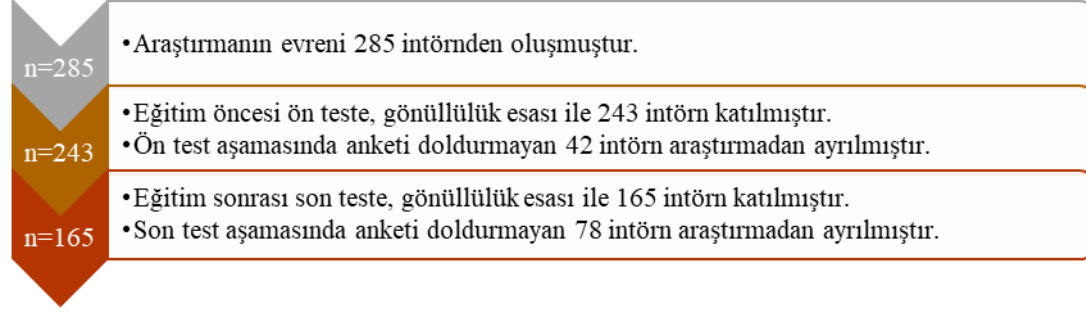 n=285
•Araştırmanın evreni 285 intörnden oluşmuştur.
n=243
•Eğitim öncesi ön teste, gönüllülük esası ile 243 intörn katılmıştır.
•Ön test aşamasında anketi doldurmayan 42 intörn araştırmadan ayrılmıştır.
n=165
•Eğitim sonrası son teste, gönüllülük esası ile 165 intörn katılmıştır.
•Son test aşamasında anketi doldurmayan 78 intörn araştırmadan ayrılmıştır.